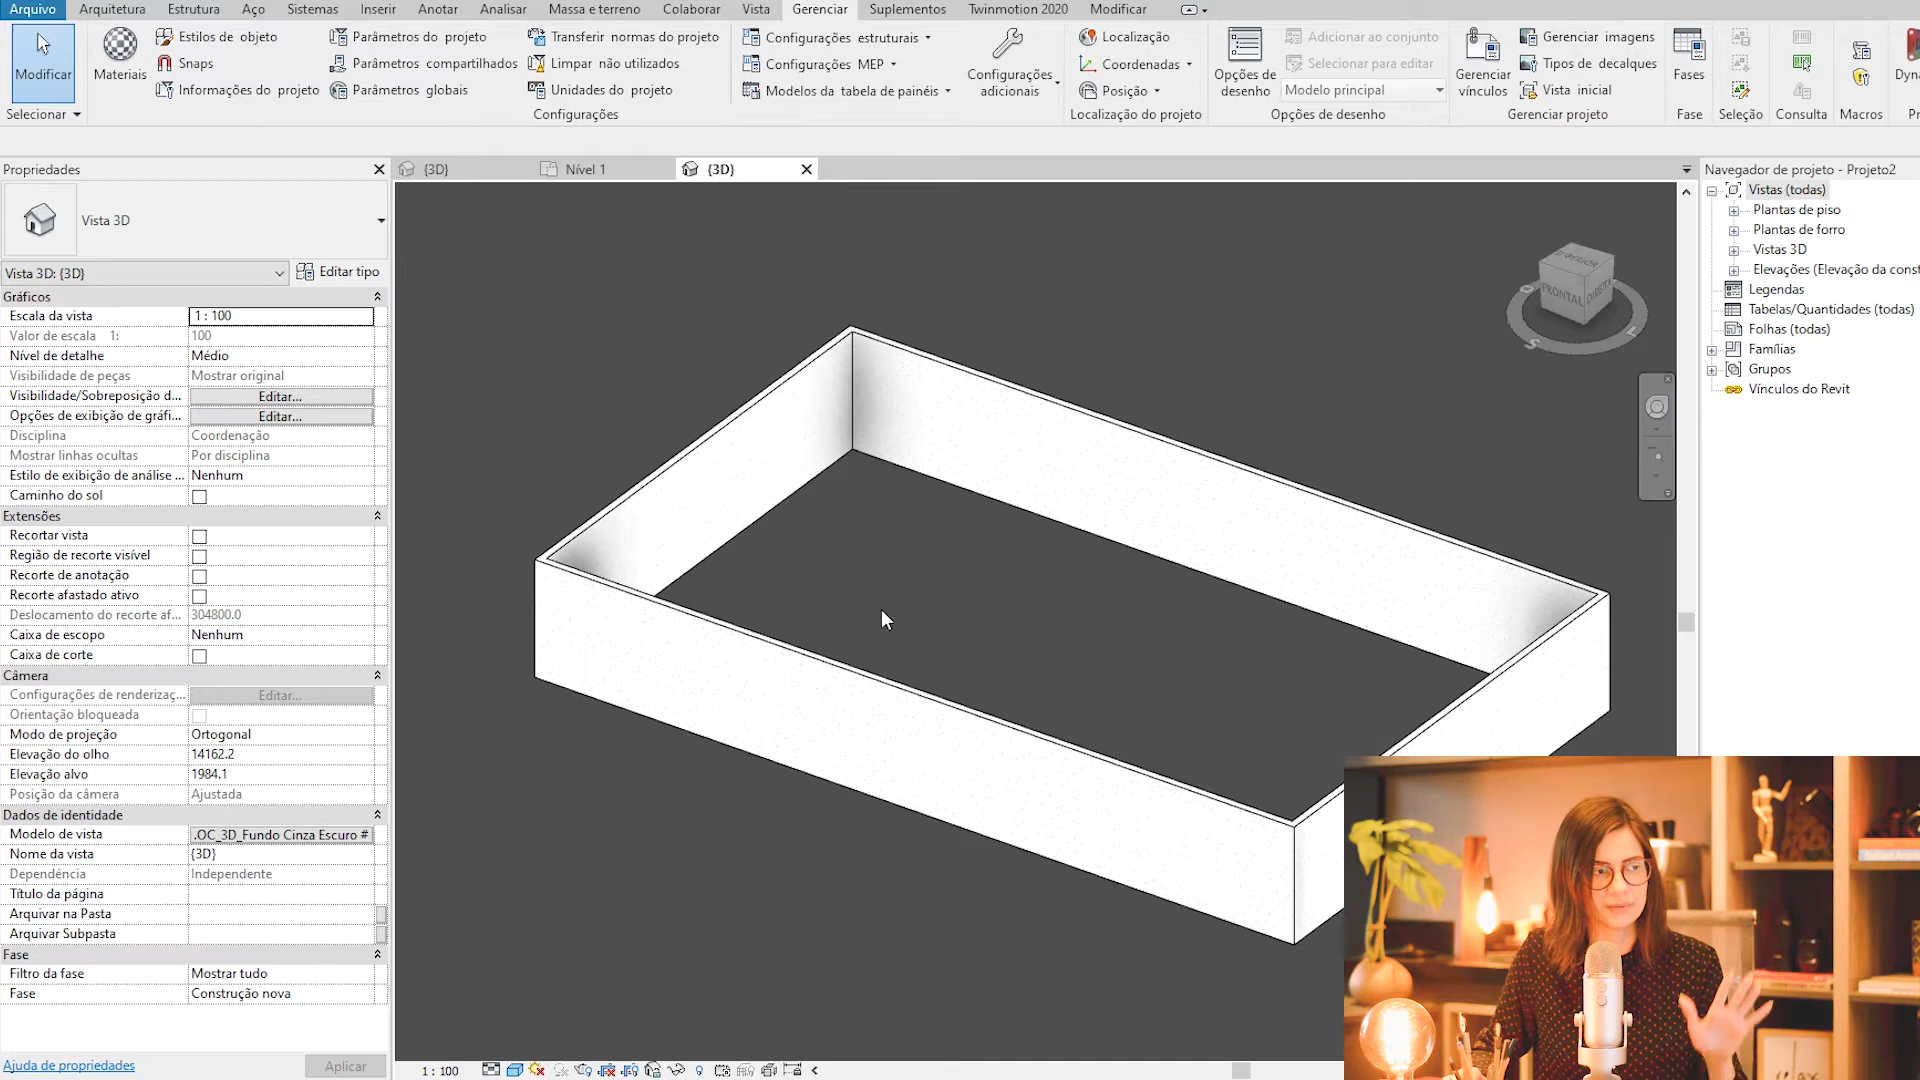 Arquivo Arquitetura Estrutura Aço Sistemas Inserir Anotar Analisar Massa e terreno Colaborar Vista Gerenciar Suplementos Twinmotion 2020 Modificar
Modificar
Selecionar
Materiais
Estilos de objeto
Snaps
Informações do projeto
Parâmetros do projeto
Parâmetros compartilhados
Parâmetros globais
Transferir normas do projeto
Limpar não utilizados
Unidades do projeto
Configurações
Configurações estruturais
Configurações MEP
Modelos da tabela de painéis
Configurações adicionais
Localização
Coordenadas
Posição
Localização do projeto
Opções de desenho
Adicionar ao conjunto
Selecionar para editar
Modelo principal
Opções de desenho
Gerenciar vínculos
Gerenciar imagens
Tipos de decalques
Vista inicial
Gerenciar projeto
Fases
Fase
Seleção
Consulta
Macros
Dyna
Pr
Propriedades
{3D}
Nível 1
{3D}
Vista 3D
Vista 3D: {3D}
Editar tipo
Gráficos
Escala da vista 1 : 100
Valor de escala 1: 100
Nível de detalhe Médio
Visibilidade de peças Mostrar original
Visibilidade/Sobreposição d... Editar...
Opções de exibição de gráfi... Editar...
Disciplina Coordenação
Mostrar linhas ocultas Por disciplina
Estilo de exibição de análise ... Nenhum
Caminho do sol
Extensões
Recortar vista
Região de recorte visível
Recorte de anotação
Recorte afastado ativo
Deslocamento do recorte af... 304800.0
Caixa de escopo Nenhum
Caixa de corte
Câmera
Configurações de renderizaç... Editar...
Orientação bloqueada
Modo de projeção Ortogonal
Elevação do olho 14162.2
Elevação alvo 1984.1
Posição da câmera Ajustada
Dados de identidade
Modelo de vista .OC_3D_Fundo Cinza Escuro #
Nome da vista {3D}
Dependência Independente
Título da página
Arquivar na Pasta
Arquivar Subpasta
Fase
Filtro da fase Mostrar tudo
Fase Construção nova
Ajuda de propriedades
Aplicar
SUPERIOR
FRONTAL
DIREITA
S
L
1 : 100
Navegador de projeto - Projeto2
Vistas (todas)
Plantas de piso
Plantas de forro
Vistas 3D
Elevações (Elevação da const
Legendas
Tabelas/Quantidades (todas)
Folhas (todas)
Famílias
Grupos
Vínculos do Revit